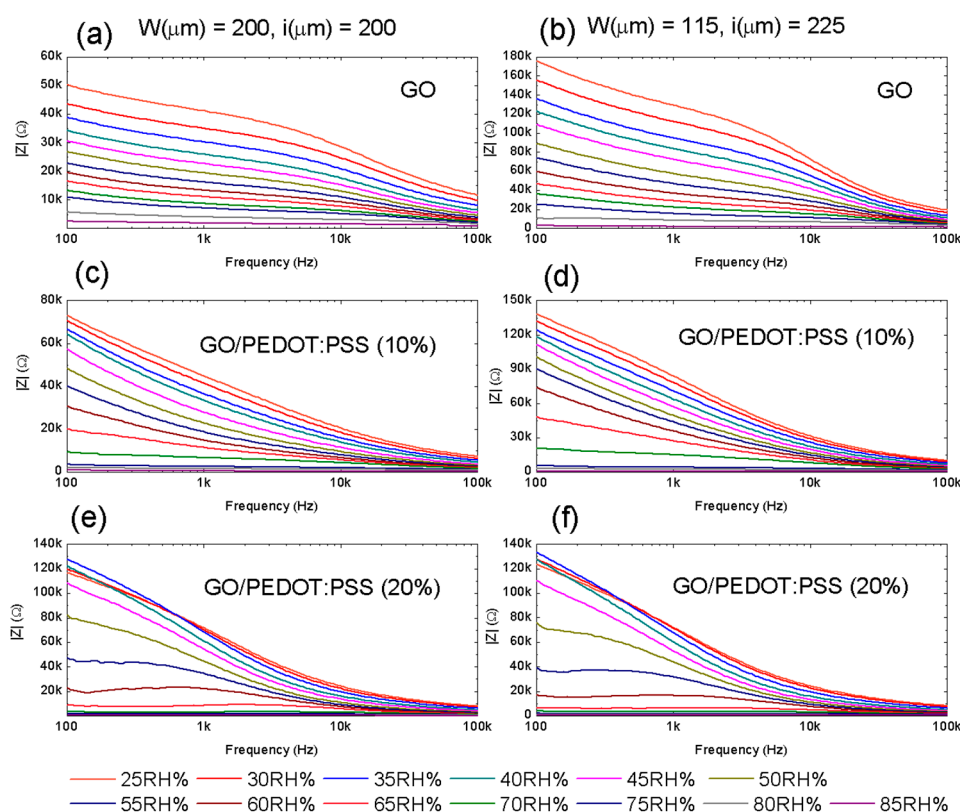 (a) W(μm) = 200, i(μm) = 200
(b) W(μm) = 115, i(μm) = 225
60k
50k
40k
30k
20k
10k
|Z| (Ω)
GO
100 1k 10k 100k
Frequency (Hz)
180k
160k
140k
120k
100k
80k
60k
40k
20k
0
|Z| (Ω)
GO
100 1k 10k 100k
Frequency (Hz)
(c)
80k
60k
40k
20k
0
|Z| (Ω)
GO/PEDOT:PSS (10%)
100 1k 10k 100k
Frequency (Hz)
(d)
150k
120k
90k
60k
30k
0
|Z| (Ω)
GO/PEDOT:PSS (10%)
100 1k 10k 100k
Frequency (Hz)
(e)
140k
120k
100k
80k
60k
40k
20k
|Z| (Ω)
GO/PEDOT:PSS (20%)
100 1k 10k 100k
Frequency (Hz)
(f)
140k
120k
100k
80k
60k
40k
20k
0
|Z| (Ω)
GO/PEDOT:PSS (20%)
100 1k 10k 100k
Frequency (Hz)
25RH% 30RH% 35RH% 40RH% 45RH% 50RH%
55RH% 60RH% 65RH% 70RH% 75RH% 80RH% 85RH%